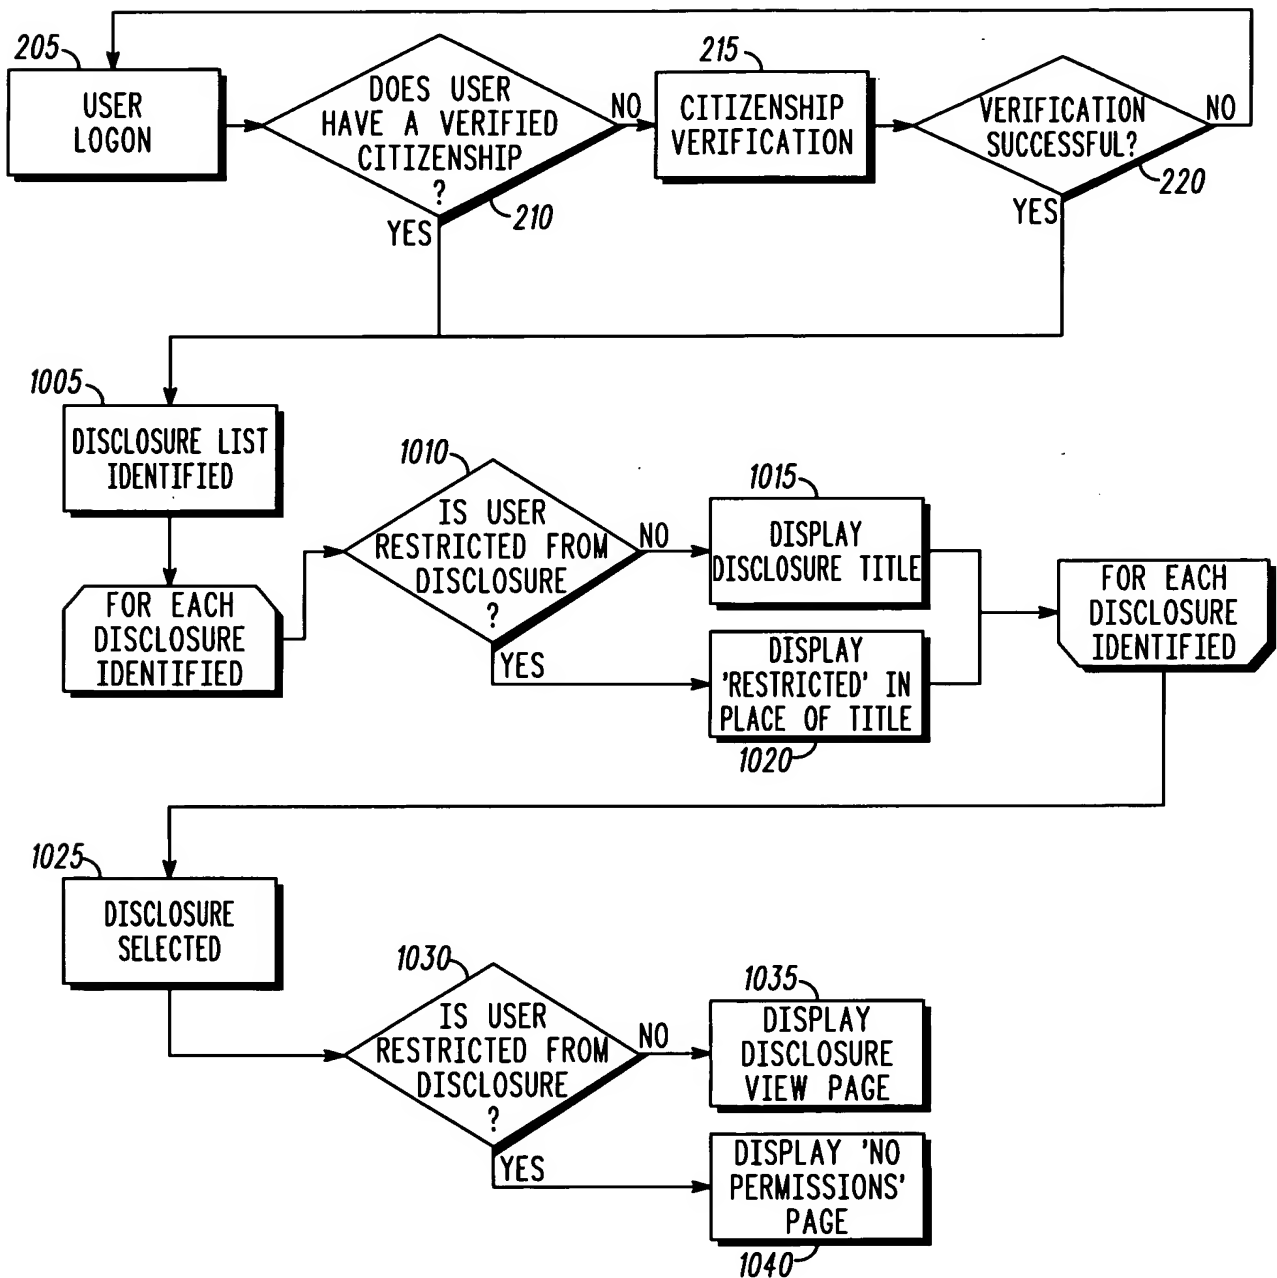 205
USER
LOGON
DOES USER
HAVE A VERIFIED
CITIZENSHIP
?
210
NO
YES
215
CITIZENSHIP
VERIFICATION
VERIFICATION
SUCCESSFUL?
220
NO
YES
1005
DISCLOSURE LIST
IDENTIFIED
FOR EACH
DISCLOSURE
IDENTIFIED
1010
IS USER
RESTRICTED FROM
DISCLOSURE
?
NO
YES
1015
DISPLAY
DISCLOSURE TITLE
DISPLAY
'RESTRICTED' IN
PLACE OF TITLE
1020
FOR EACH
DISCLOSURE
IDENTIFIED
1025
DISCLOSURE
SELECTED
1030
IS USER
RESTRICTED FROM
DISCLOSURE
?
NO
YES
1035
DISPLAY
DISCLOSURE
VIEW PAGE
DISPLAY 'NO
PERMISSIONS'
PAGE
1040